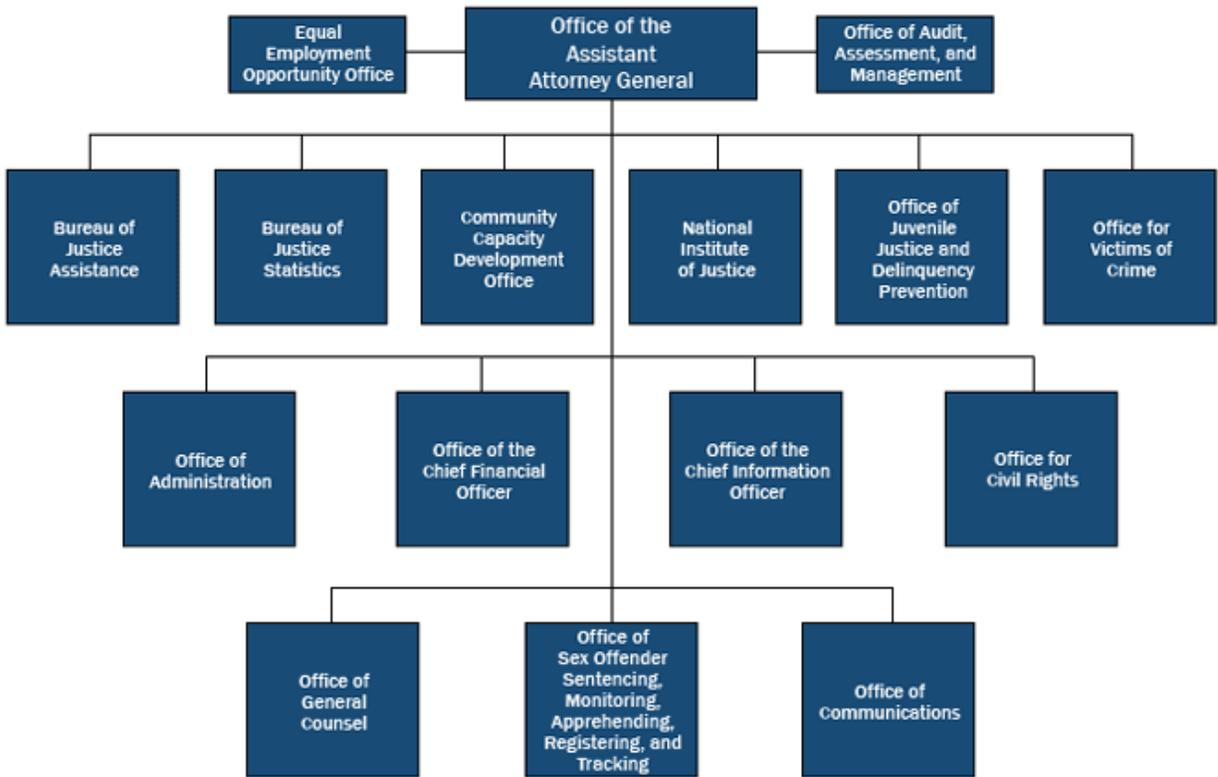 Equal
Employment
Opportunity Office
Office of the
Assistant
Attorney General
Office of Audit,
Assessment, and
Management
Bureau of
Justice
Assistance
Bureau of
Justice
Statistics
Community
Capacity
Development
Office
National
Institute
of Justice
Office of
Juvenile
Justice and
Delinquency
Prevention
Office for
Victims of
Crime
Office of
Administration
Office of the
Chief Financial
Officer
Office of the
Chief Information
Officer
Office for
Civil Rights
Office of
General
Counsel
Office of
Sex Offender
Sentencing,
Monitoring,
Apprehending,
Registering, and
Tracking
Office of
Communications